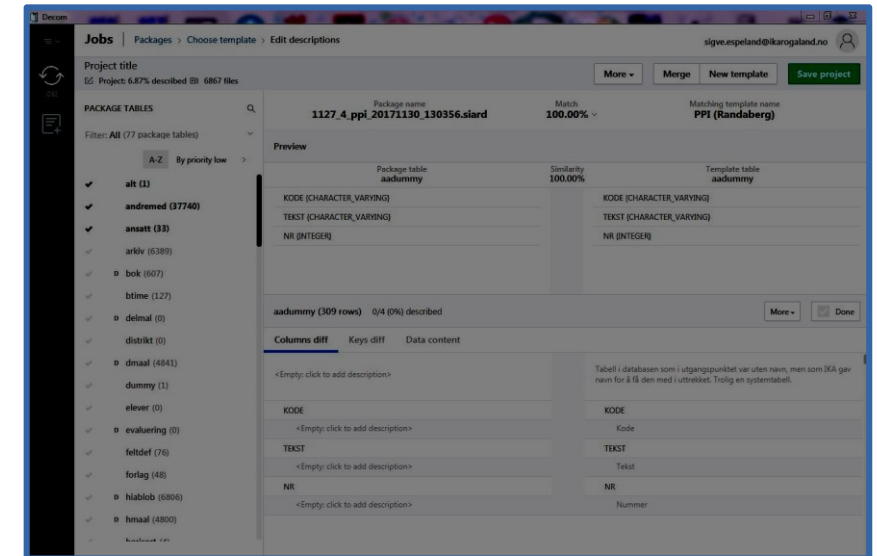 Decom
Jobs | Packages > Choose template > Edit descriptions
sigve.espeland@ikarogaland.no
Project title
Project: 6.87% described 6867 files
More
Merge
New template
Save project
PACKAGE TABLES
Filter: All (77 package tables)
A-Z By priority low >
alt (1)
andremed (37740)
ansatt (33)
arkiv (6389)
D bok (607)
btime (127)
D delmal (0)
distrikt (0)
D dmaal (4841)
dummy (1)
elever (0)
D evaluering (0)
feltdef (76)
forlag (48)
D hlablob (6806)
D hmaal (4800)
Package name
1127_4_ppi_20171130_130356.siard
Match
100.00%
Matching template name
PPI (Randaberg)
Preview
Package table
aadummy
Similarity
100.00%
Template table
aadummy
KODE {CHARACTER_VARYING}
KODE {CHARACTER_VARYING}
TEKST {CHARACTER_VARYING}
TEKST {CHARACTER_VARYING}
NR {INTEGER}
NR {INTEGER}
aadummy (309 rows) 0/4 (0%) described
More
Done
Columns diff Keys diff Data content
<Empty: click to add description>
Tabell i databasen som i utgangspunktet var uten navn, men som IKA gav
navn for å få den med i uttrekket. Trolig en systemtabell.
KODE
KODE
<Empty: click to add description>
Kode
TEKST
TEKST
<Empty: click to add description>
Tekst
NR
NR
<Empty: click to add description>
Nummer